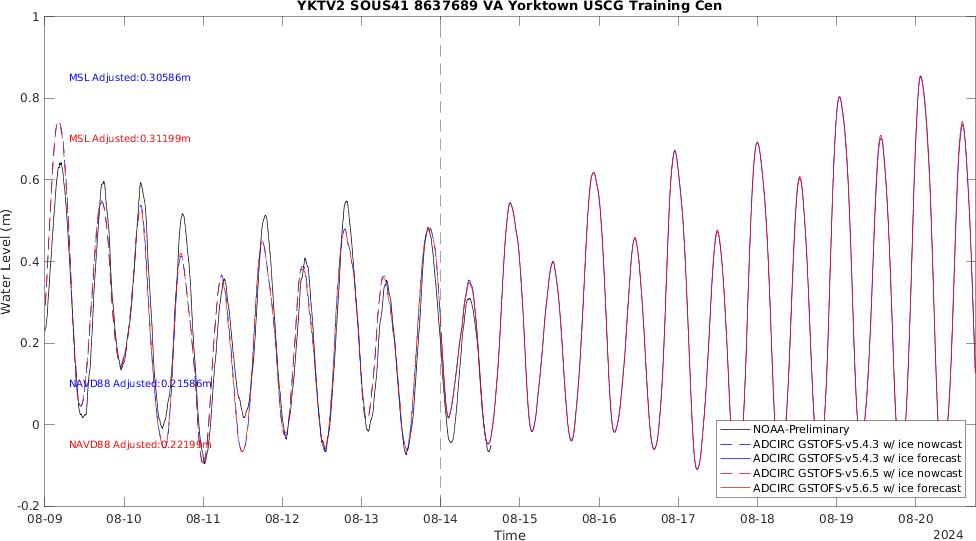 YKTV2 SOUS41 8637689 VA Yorktown USCG Training Cen
1
0.8
0.6
0.4
0.2
0
-0.2
Water Level (m)
MSL Adjusted:0.30586m
MSL Adjusted:0.31199m
NAVD88 Adjusted:0.21586m
NAVD88 Adjusted:0.22199m
NOAA-Preliminary
ADCIRC GSTOFS-v5.4.3 w/ ice nowcast
ADCIRC GSTOFS-v5.4.3 w/ ice forecast
ADCIRC GSTOFS-v5.6.5 w/ ice nowcast
ADCIRC GSTOFS-v5.6.5 w/ ice forecast
08-09 08-10 08-11 08-12 08-13 08-14 08-15 08-16 08-17 08-18 08-19 08-20
Time
2024